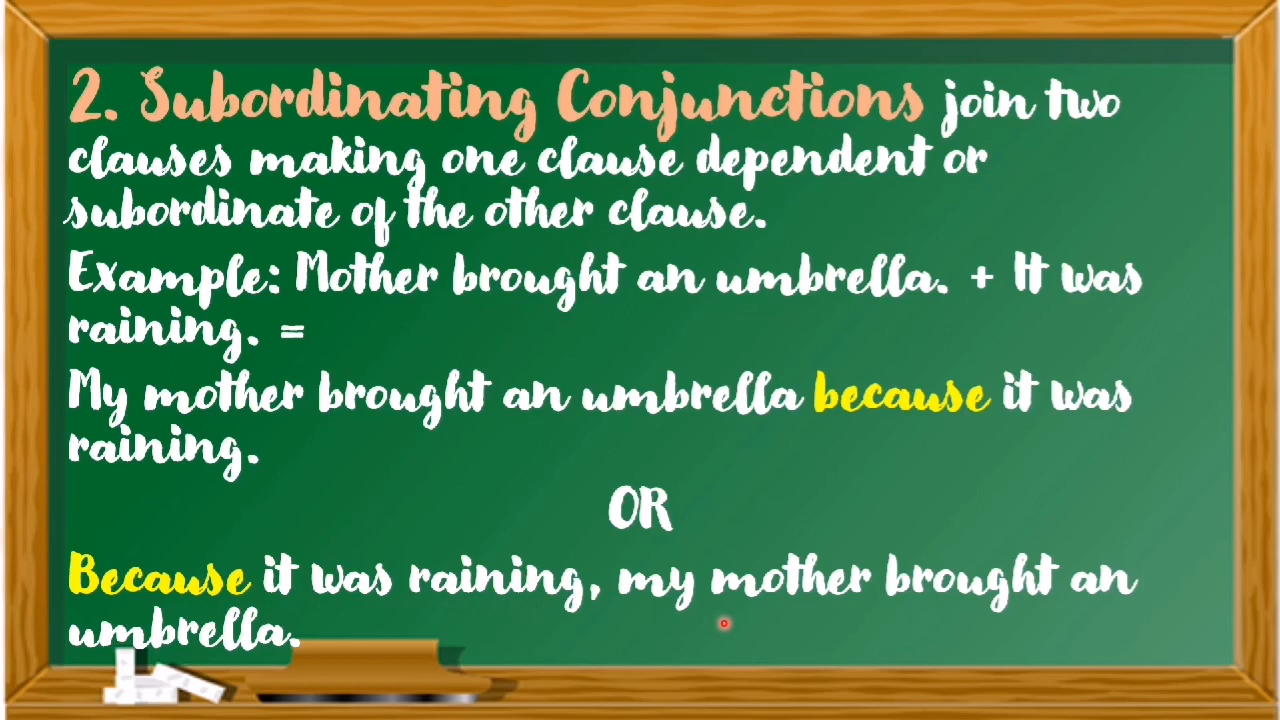 2. Subordinating Conjunctions join two
clauses making one clause dependent or
subordinate of the other clause.
Example: Mother brought an umbrella. + It was
raining. =
My mother brought an umbrella because it was
raining.
OR
Because it was raining, my mother brought an
umbrella.